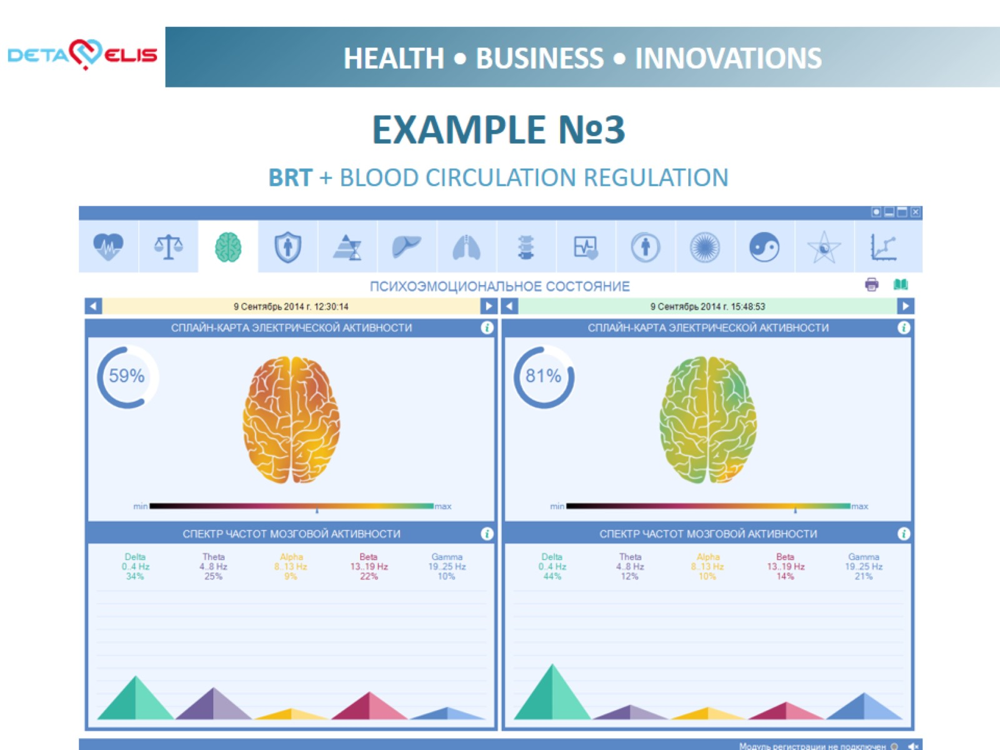 DETA ELIS
HEALTH • BUSINESS • INNOVATIONS
EXAMPLE №3
BRT + BLOOD CIRCULATION REGULATION
ПСИХОЭМОЦИОНАЛЬНОЕ СОСТОЯНИЕ
9 Сентябрь 2014 г. 12:30:14
9 Сентябрь 2014 г. 15:48:53
СПЛАЙН-КАРТА ЭЛЕКТРИЧЕСКОЙ АКТИВНОСТИ
СПЛАЙН-КАРТА ЭЛЕКТРИЧЕСКОЙ АКТИВНОСТИ
59%
81%
min max
min max
СПЕКТР ЧАСТОТ МОЗГОВОЙ АКТИВНОСТИ
СПЕКТР ЧАСТОТ МОЗГОВОЙ АКТИВНОСТИ
Delta Theta Alpha Beta Gamma
0..4 Hz 4..8 Hz 8..13 Hz 13..19 Hz 19..25 Hz
34% 25% 9% 22% 10%
Delta Theta Alpha Beta Gamma
0..4 Hz 4..8 Hz 8..13 Hz 13..19 Hz 19..25 Hz
44% 12% 10% 14% 21%
Модуль регистрации не подключен